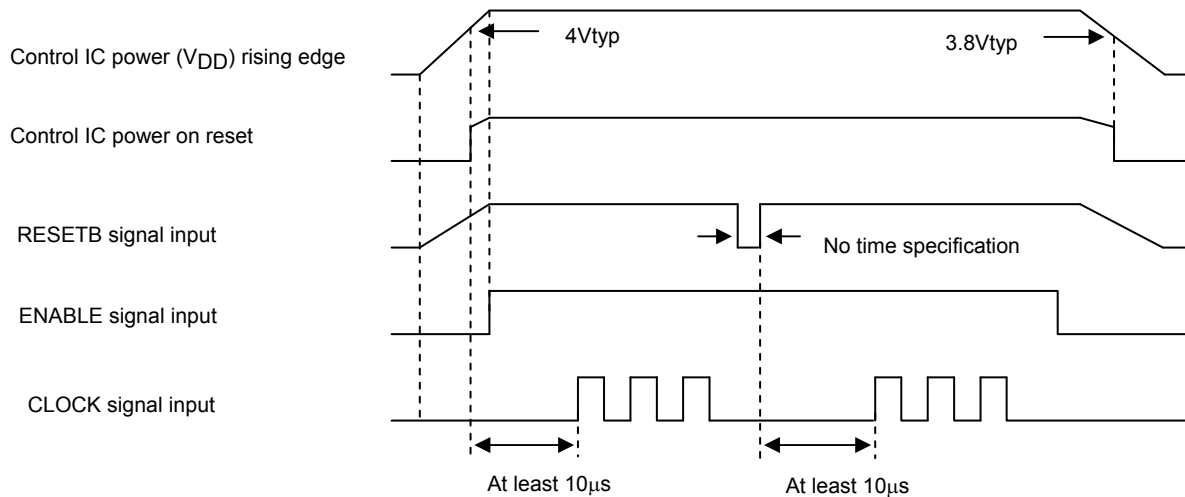 4Vtyp
3.8Vtyp
Control IC power (VDD) rising edge
Control IC power on reset
RESETB signal input
No time specification
ENABLE signal input
CLOCK signal input
At least 10μs
At least 10μs